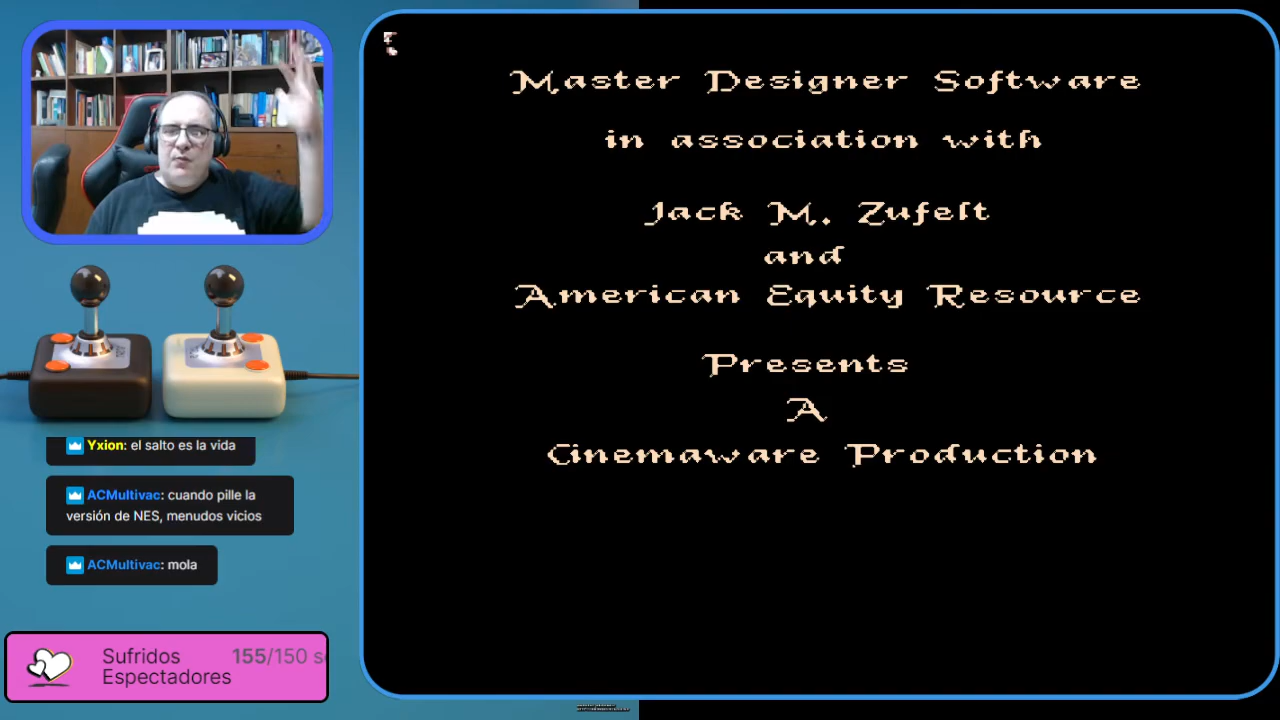 Master Designer Software
in association with
Jack M. Zufelt
and
American Equity Resource
Presents
A
Cinemaware Production
Yxion: el salto es la vida
ACMultivac: cuando pille la
versión de NES, menudos vicios
ACMultivac: mola
Sufridos
Espectadores
155/150 s